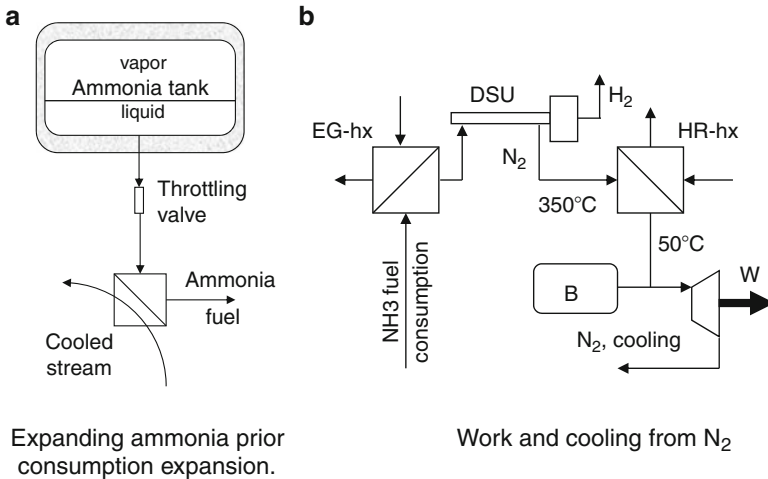 a
vapor
Ammonia tank
liquid
Throttling
valve
Ammonia
fuel
Cooled
stream
Expanding ammonia prior
consumption expansion.
b
DSU
H₂
EG-hx
HR-hx
N₂
350°C
50°C
NH3 fuel
consumption
B
W
N₂, cooling
Work and cooling from N₂